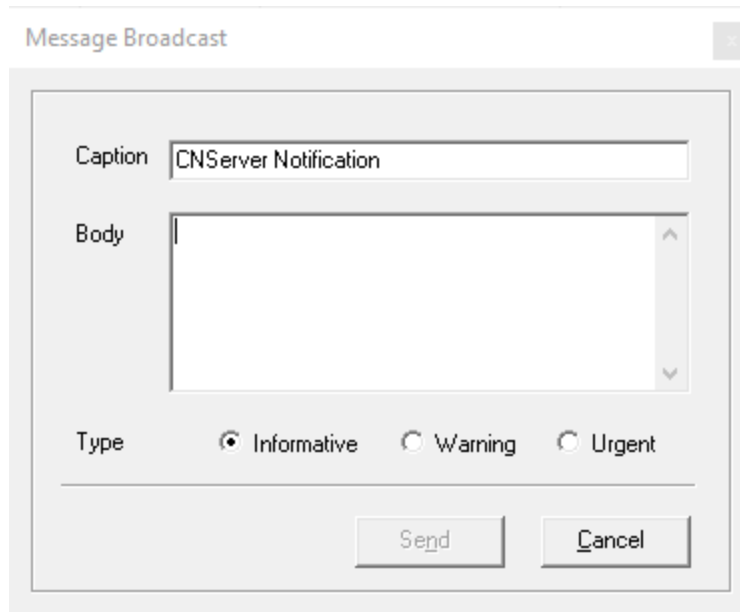 Message Broadcast
x
Caption CNServer Notification
Body
Type Informative Warning Urgent
Send Cancel